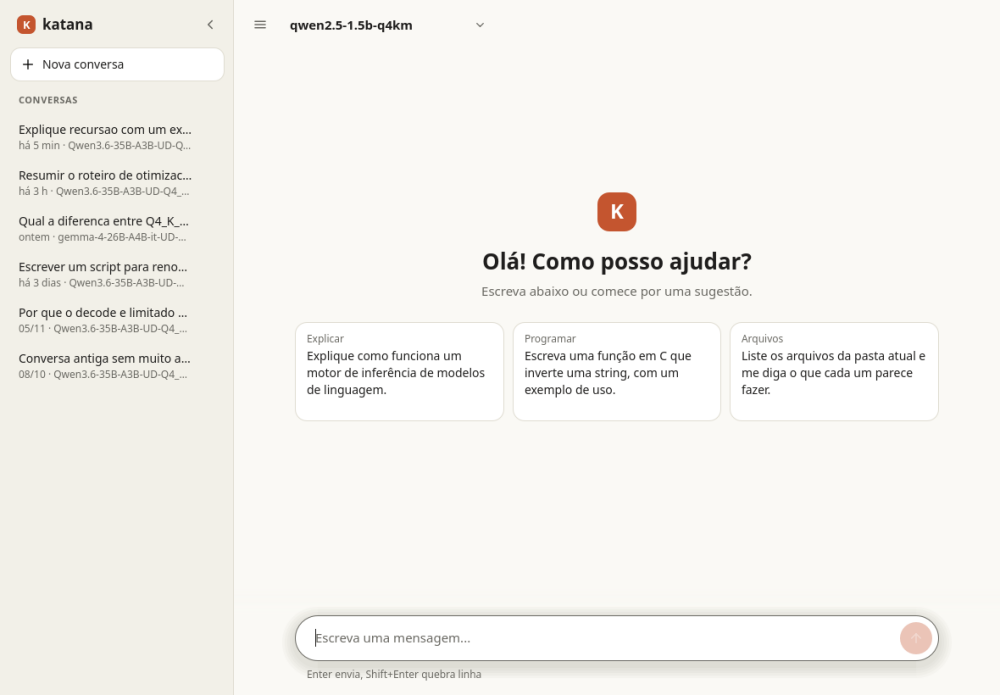 K katana
Nova conversa
CONVERSAS
Explique recursao com um ex...
há 5 min · Qwen3.6-35B-A3B-UD-Q...
Resumir o roteiro de otimizac...
há 3 h · Qwen3.6-35B-A3B-UD-Q4_...
Qual a diferenca entre Q4_K_...
ontem · gemma-4-26B-A4B-it-UD-...
Escrever um script para reno...
há 3 dias · Qwen3.6-35B-A3B-UD-...
Por que o decode e limitado ...
05/11 · Qwen3.6-35B-A3B-UD-Q4_...
Conversa antiga sem muito a...
08/10 · Qwen3.6-35B-A3B-UD-Q4_...
qwen2.5-1.5b-q4km
K
Olá! Como posso ajudar?
Escreva abaixo ou comece por uma sugestão.
Explicar
Explique como funciona um
motor de inferência de modelos
de linguagem.
Programar
Escreva uma função em C que
inverte uma string, com um
exemplo de uso.
Arquivos
Liste os arquivos da pasta atual e
me diga o que cada um parece
fazer.
Escreva uma mensagem...
Enter envia, Shift+Enter quebra linha